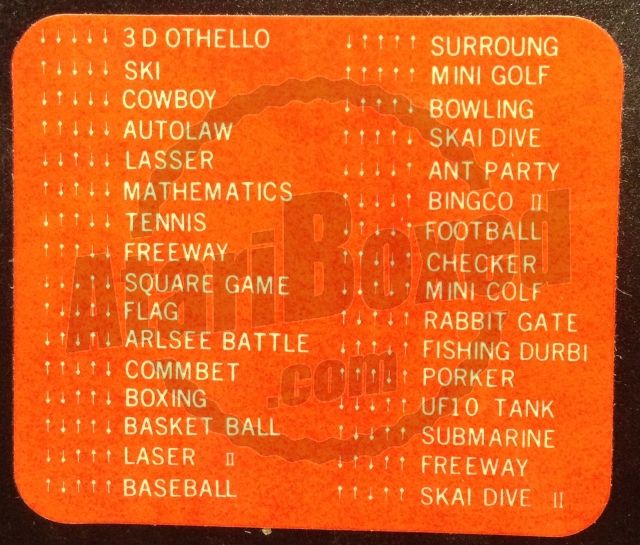 3 D OTHELLO
SKI
COWBOY
AUTOLAW
LASSER
MATHEMATICS
TENNIS
FREEWAY
SQUARE GAME
FLAG
ARLSEE BATTLE
COMMBET
BOXING
BASKET BALL
LASER II
BASEBALL
SURROUNG
MINI GOLF
BOWLING
SKAI DIVE
ANT PARTY
BINGCO II
FOOTBALL
CHECKER
MINI COLF
RABBIT GATE
FISHING DURBI
PORKER
UF10 TANK
SUBMARINE
FREEWAY
SKAI DIVE II
AtariBoxed
.com